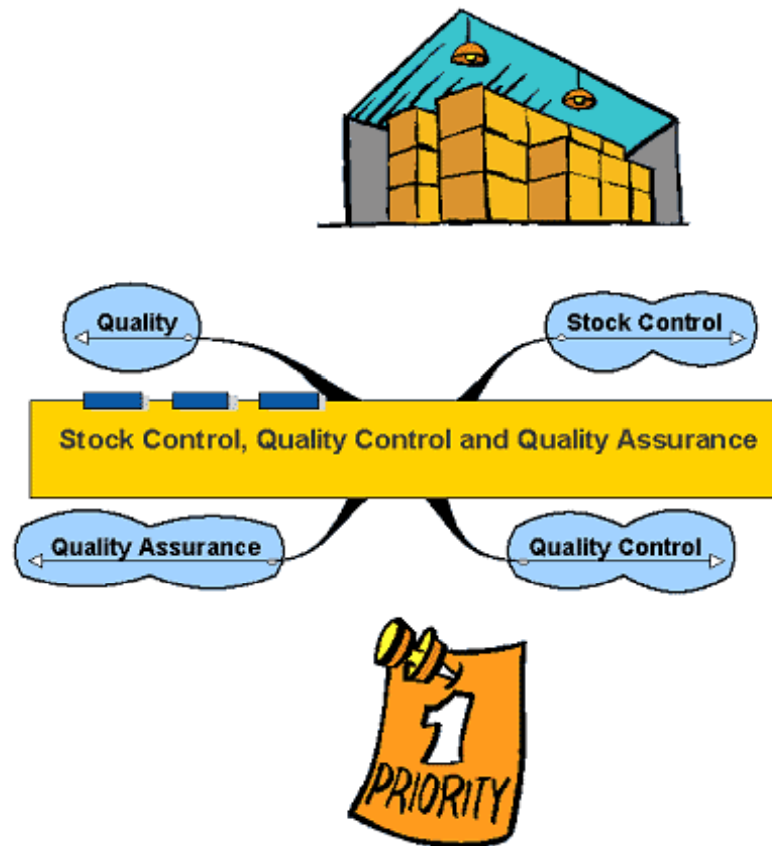 Quality
Stock Control
Stock Control, Quality Control and Quality Assurance
Quality Assurance
Quality Control
1
PRIORITY